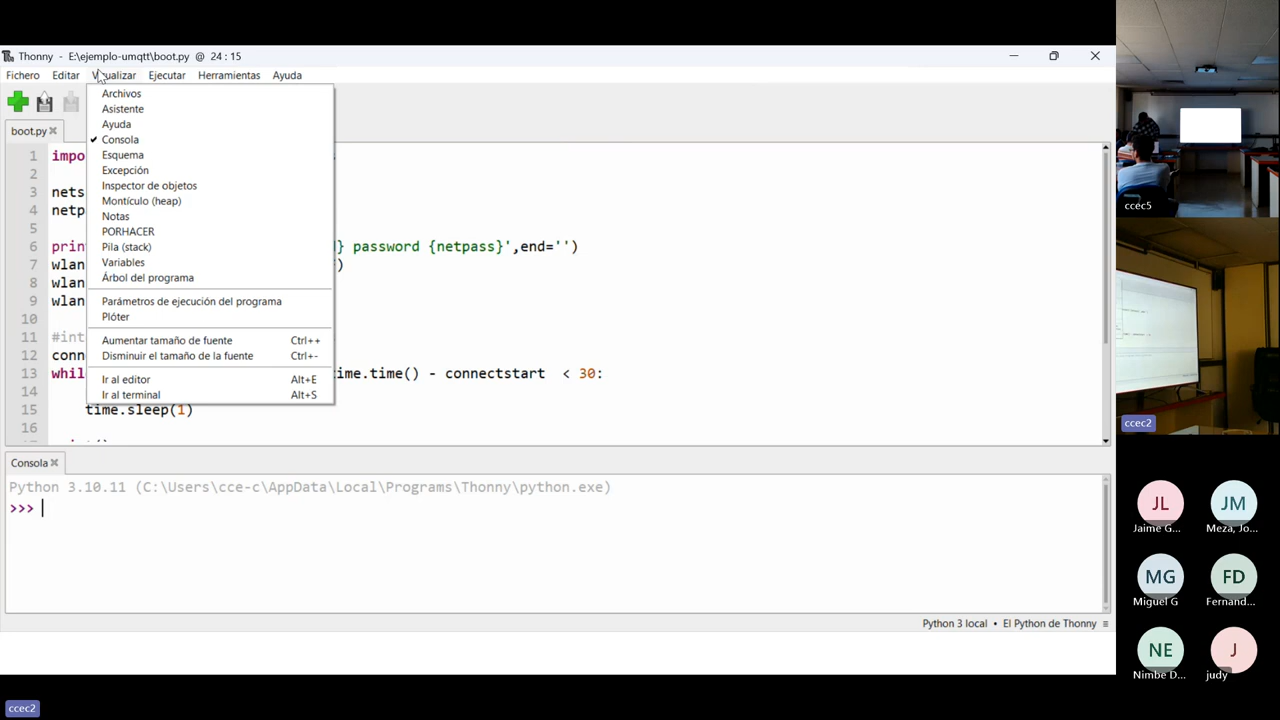 Thonny - E:\ejemplo-umqtt\boot.py @ 24 : 15
Fichero Editar Visualizar Ejecutar Herramientas Ayuda
boot.py
Archivos
Asistente
Ayuda
Consola
Esquema
Excepción
Inspector de objetos
Montículo (heap)
Notas
PORHACER
Pila (stack)
Variables
Árbol del programa
Parámetros de ejecución del programa
Plóter
Aumentar tamaño de fuente Ctrl++
Disminuir el tamaño de la fuente Ctrl+-
Ir al editor Alt+E
Ir al terminal Alt+S
1 impo
2
3 nets
4 netp
5
6 prin } password {netpass}',end='')
7 wlan )
8 wlan
9 wlan
10
11 #int
12 conn
13 whil ime.time() - connectstart < 30:
14
15 time.sleep(1)
16
Consola
Python 3.10.11 (C:\Users\cce-c\AppData\Local\Programs\Thonny\python.exe)
>>>
Python 3 local • El Python de Thonny ≡
ccec5
ccec2
JL
Jaime G...
JM
Meza, Jo...
MG
Miguel G
FD
Fernand...
NE
Nimbe D...
J
judy
ccec2